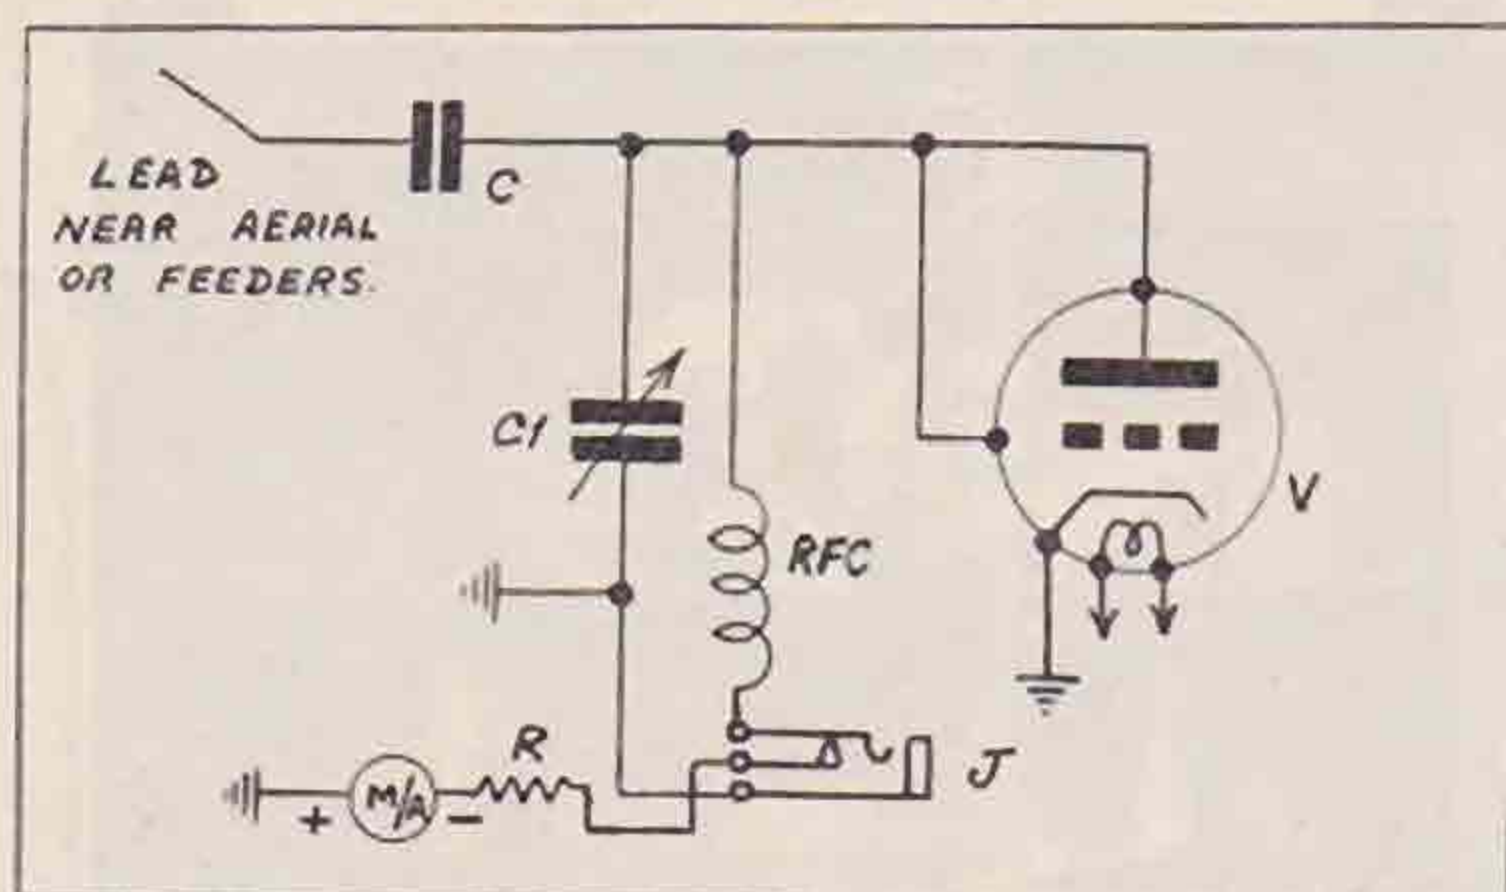 LEAD
NEAR AERIAL
OR FEEDERS.
C
C1
RFC
V
R
J
+ M/A -